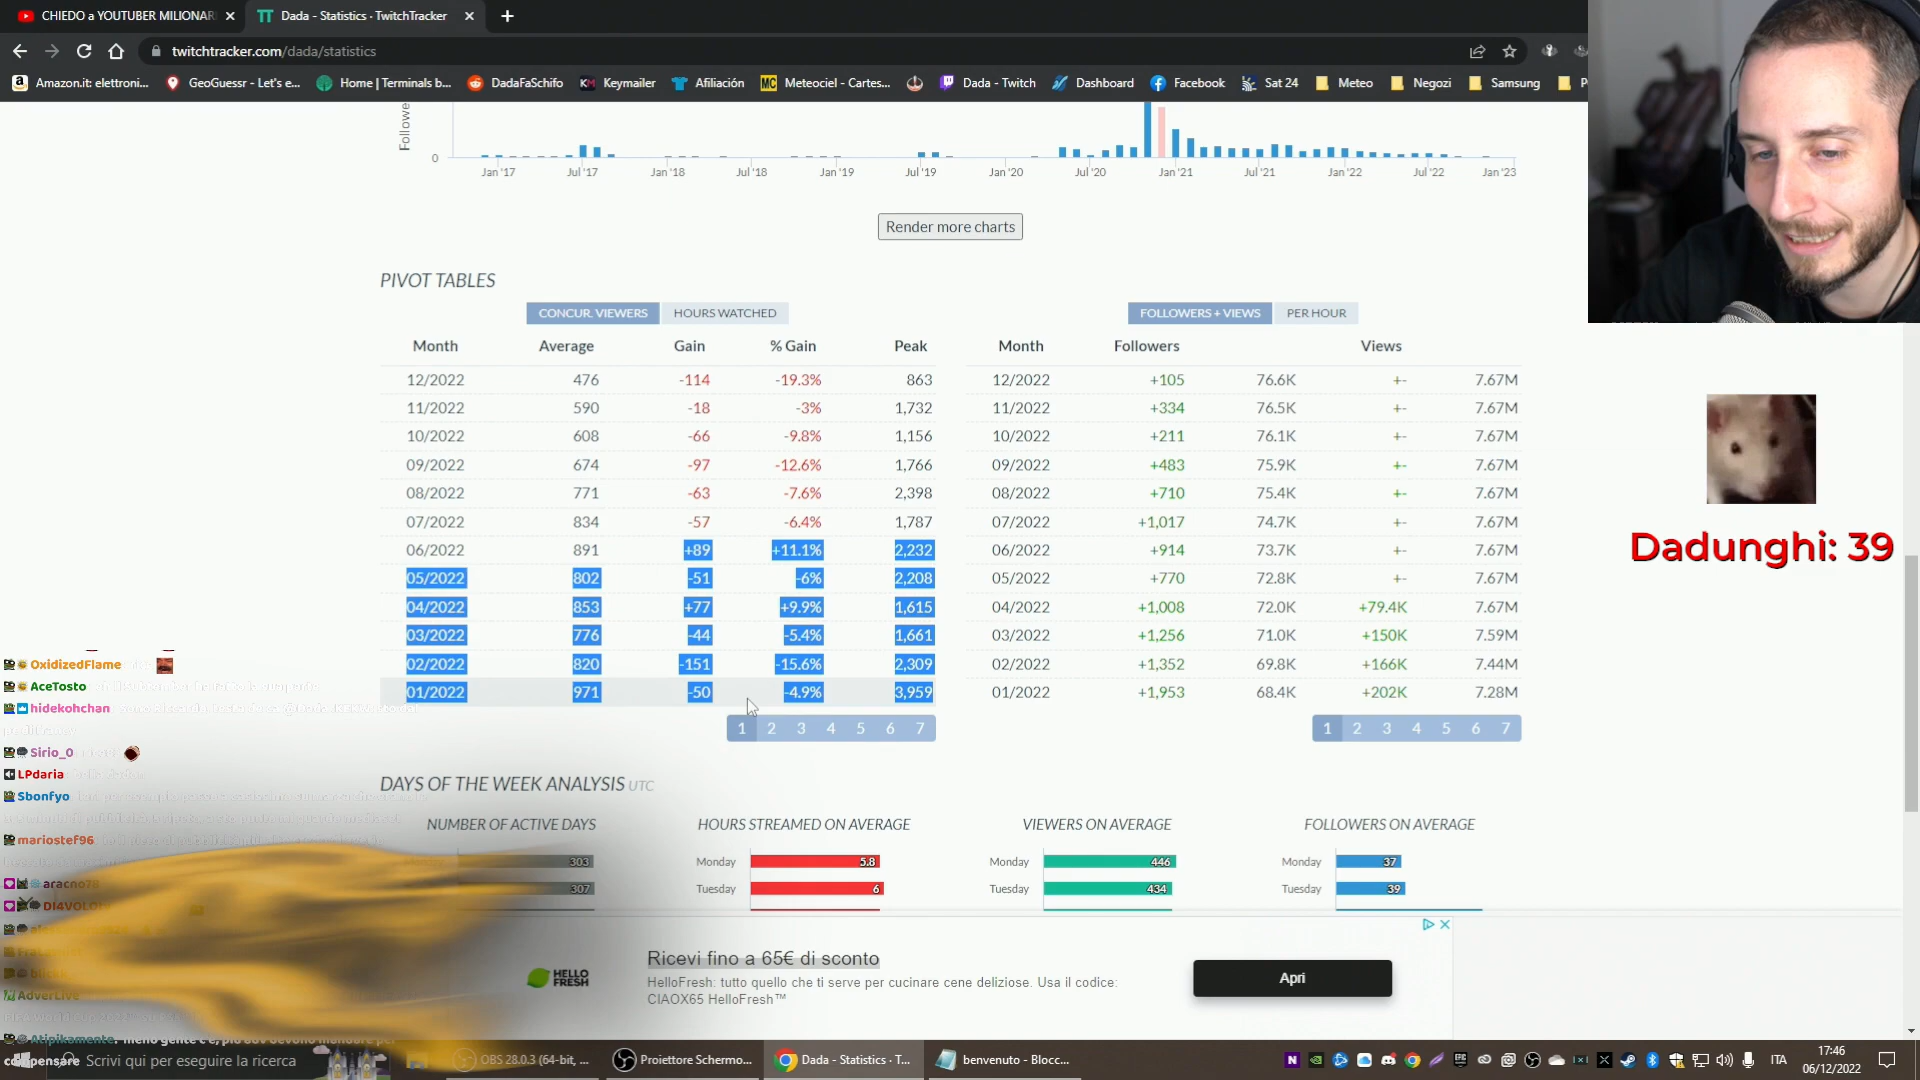 CHIEDO a YOUTUBER MILIONAR
Dada - Statistics · TwitchTracker
twitchtracker.com/dada/statistics
Amazon.it: elettroni... GeoGuessr - Let's e... Home | Terminals b... DadaFaSchifo Keymailer Afiliación Meteociel - Cartes... Dada - Twitch Dashboard Facebook Sat 24 Meteo Negozi Samsung P
Followe
0
Jan '17 Jul '17 Jan '18 Jul '18 Jan '19 Jul '19 Jan '20 Jul '20 Jan '21 Jul '21 Jan '22 Jul '22 Jan '23
Render more charts
PIVOT TABLES
CONCUR. VIEWERS HOURS WATCHED
Month Average Gain % Gain Peak
12/2022 476 -114 -19.3% 863
11/2022 590 -18 -3% 1,732
10/2022 608 -66 -9.8% 1,156
09/2022 674 -97 -12.6% 1,766
08/2022 771 -63 -7.6% 2,398
07/2022 834 -57 -6.4% 1,787
06/2022 891 +89 +11.1% 2,232
05/2022 802 -51 -6% 2,208
04/2022 853 +77 +9.9% 1,615
03/2022 776 -44 -5.4% 1,661
02/2022 820 -151 -15.6% 2,309
01/2022 971 -50 -4.9% 3,959
1 2 3 4 5 6 7
FOLLOWERS + VIEWS PER HOUR
Month Followers Views
12/2022 +105 76.6K +- 7.67M
11/2022 +334 76.5K +- 7.67M
10/2022 +211 76.1K +- 7.67M
09/2022 +483 75.9K +- 7.67M
08/2022 +710 75.4K +- 7.67M
07/2022 +1,017 74.7K +- 7.67M
06/2022 +914 73.7K +- 7.67M
05/2022 +770 72.8K +- 7.67M
04/2022 +1,008 72.0K +79.4K 7.67M
03/2022 +1,256 71.0K +150K 7.59M
02/2022 +1,352 69.8K +166K 7.44M
01/2022 +1,953 68.4K +202K 7.28M
1 2 3 4 5 6 7
Dadunghi: 39
OxidizedFlame
AceTosto
hidekohchan
Sirio_0
LPdaria
Sbonfyo
mariostef96
aracno78
DI4VOLO
AdverLive
Atipikamente: meno gente c'è, più
compensare
DAYS OF THE WEEK ANALYSIS UTC
NUMBER OF ACTIVE DAYS
303
307
HOURS STREAMED ON AVERAGE
Monday 5.8
Tuesday 6
VIEWERS ON AVERAGE
Monday 446
Tuesday 434
FOLLOWERS ON AVERAGE
Monday 37
Tuesday 39
HELLO
FRESH
Ricevi fino a 65€ di sconto
HelloFresh: tutto quello che ti serve per cucinare cene deliziose. Usa il codice:
CIAOX65 HelloFresh™
Apri
Scrivi qui per eseguire la ricerca
OBS 28.0.3 (64-bit, ... Proiettore Schermo... Dada - Statistics · T... benvenuto - Blocc...
ITA
17:46
06/12/2022